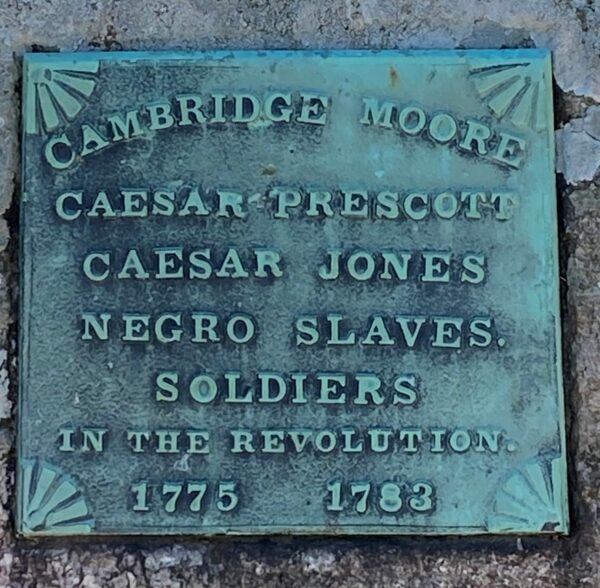 CAMBRIDGE MOORE
CAESAR PRESCOTT
CAESAR JONES
NEGRO SLAVES.
SOLDIERS
IN THE REVOLUTION.
1775 1783